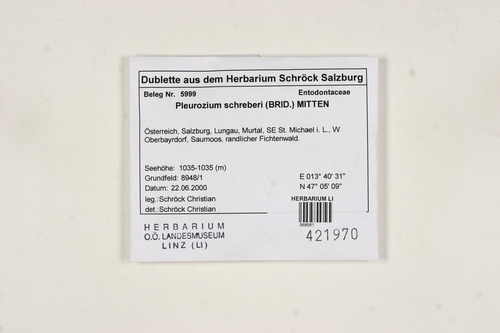 Dublette aus dem Herbarium Schröck Salzburg
Beleg Nr. 5999 Entodontaceae
Pleurozium schreberi (BRID.) MITTEN
Österreich, Salzburg, Lungau, Murtal, SE St. Michael i. L., W
Oberbayrdorf, Saumoos, randlicher Fichtenwald.
Seehöhe: 1035-1035 (m)
Grundfeld: 8948/1 E 013° 40' 31"
Datum: 22.06.2000 N 47° 05' 09"
leg.:Schröck Christian
det.:Schröck Christian
HERBARIUM LI
988681
HERBARIUM
O.Ö. LANDESMUSEUM
LINZ (LI)
421970